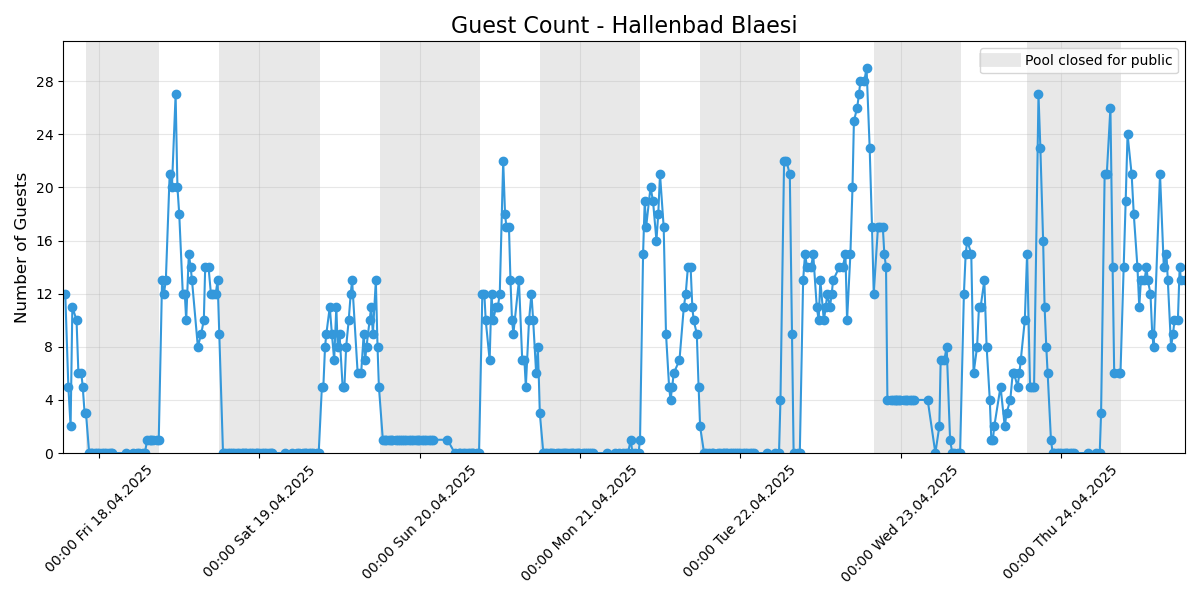 Guest Count - Hallenbad Blaesi
Pool closed for public
Number of Guests
28
24
20
16
12
8
4
0
00:00 Fri 18.04.2025
00:00 Sat 19.04.2025
00:00 Sun 20.04.2025
00:00 Mon 21.04.2025
00:00 Tue 22.04.2025
00:00 Wed 23.04.2025
00:00 Thu 24.04.2025